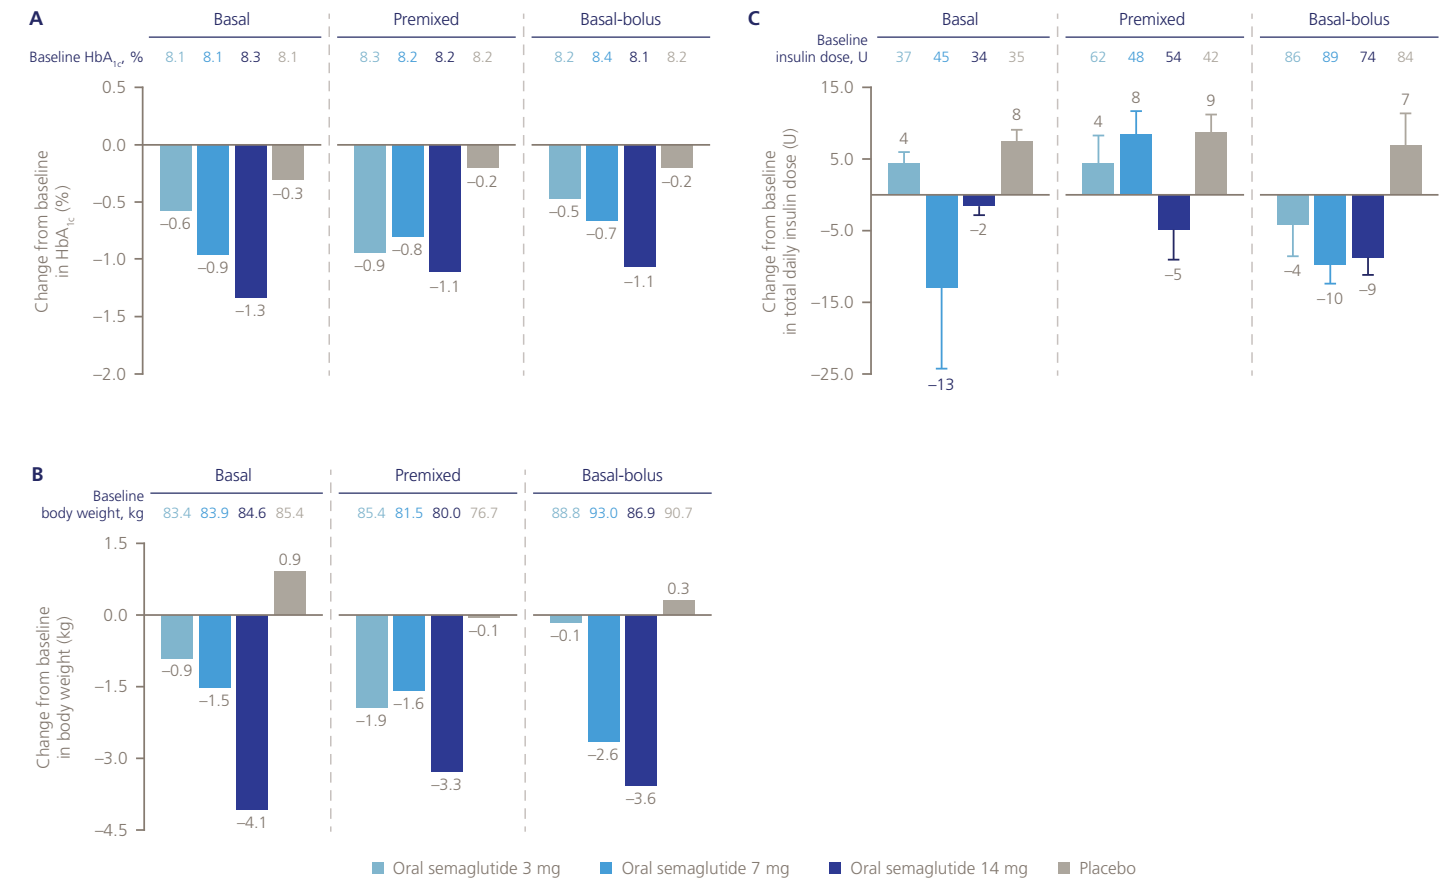 A
Basal Premixed Basal-bolus
Baseline HbA1c, % 8.1 8.1 8.3 8.1 8.3 8.2 8.2 8.2 8.2 8.4 8.1 8.2
Change from baseline
in HbA1c (%)
0.5
0.0
−0.5
−1.0
−1.5
−2.0
−0.6 −0.9 −1.3 −0.3
−0.9 −0.8 −1.1 −0.2
−0.5 −0.7 −1.1 −0.2
C
Basal Premixed Basal-bolus
Baseline
insulin dose, U 37 45 34 35 62 48 54 42 86 89 74 84
Change from baseline
in total daily insulin dose (U)
15.0
5.0
−5.0
−15.0
−25.0
4 −13 −2 8
4 8 −5 9
−4 −10 −9 7
B
Basal Premixed Basal-bolus
Baseline
body weight, kg 83.4 83.9 84.6 85.4 85.4 81.5 80.0 76.7 88.8 93.0 86.9 90.7
Change from baseline
in body weight (kg)
1.5
0.0
−1.5
−3.0
−4.5
−0.9 −1.5 −4.1 0.9
−1.9 −1.6 −3.3 −0.1
−0.1 −2.6 −3.6 0.3
Oral semaglutide 3 mg Oral semaglutide 7 mg Oral semaglutide 14 mg Placebo